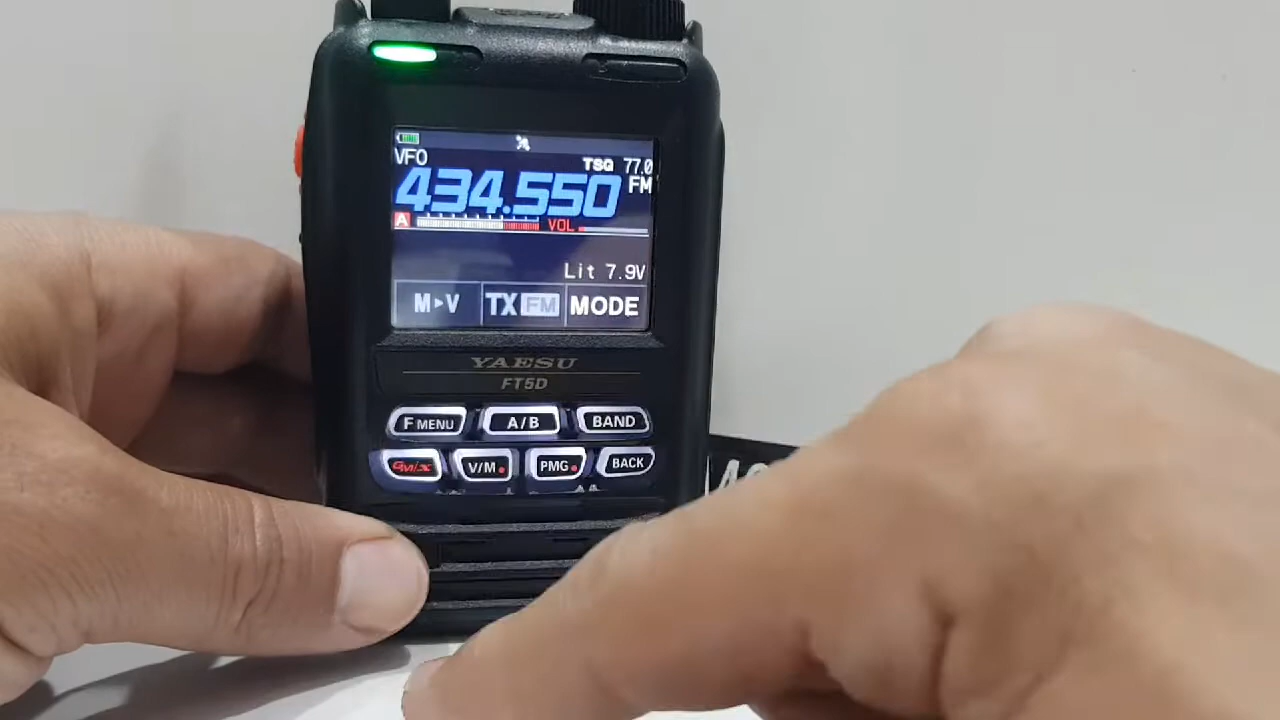 VFO TSQ 77.0
434.550 FM
A VOL
Lit 7.9V
M▸V TX FM MODE
YAESU
FT5D
F MENU A/B BAND
GM/X V/M PMG BACK